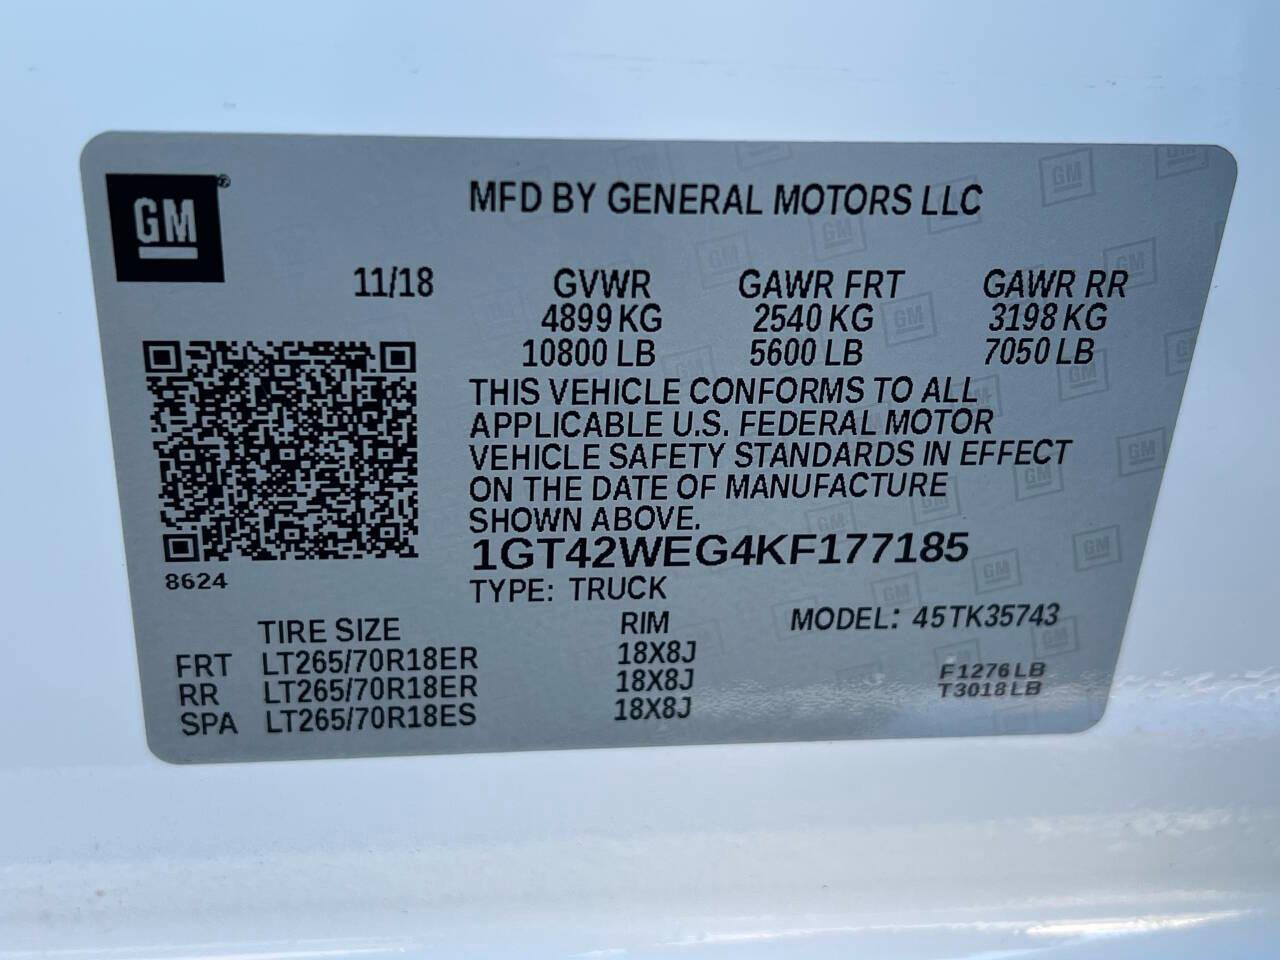 GM®
MFD BY GENERAL MOTORS LLC
11/18 GVWR GAWR FRT GAWR RR
4899 KG 2540 KG 3198 KG
10800 LB 5600 LB 7050 LB
THIS VEHICLE CONFORMS TO ALL
APPLICABLE U.S. FEDERAL MOTOR
VEHICLE SAFETY STANDARDS IN EFFECT
ON THE DATE OF MANUFACTURE
SHOWN ABOVE.
1GT42WEG4KF177185
8624
TYPE: TRUCK
TIRE SIZE RIM MODEL: 45TK35743
FRT LT265/70R18ER 18X8J
RR LT265/70R18ER 18X8J
SPA LT265/70R18ES 18X8J
F1276LB
T3018LB